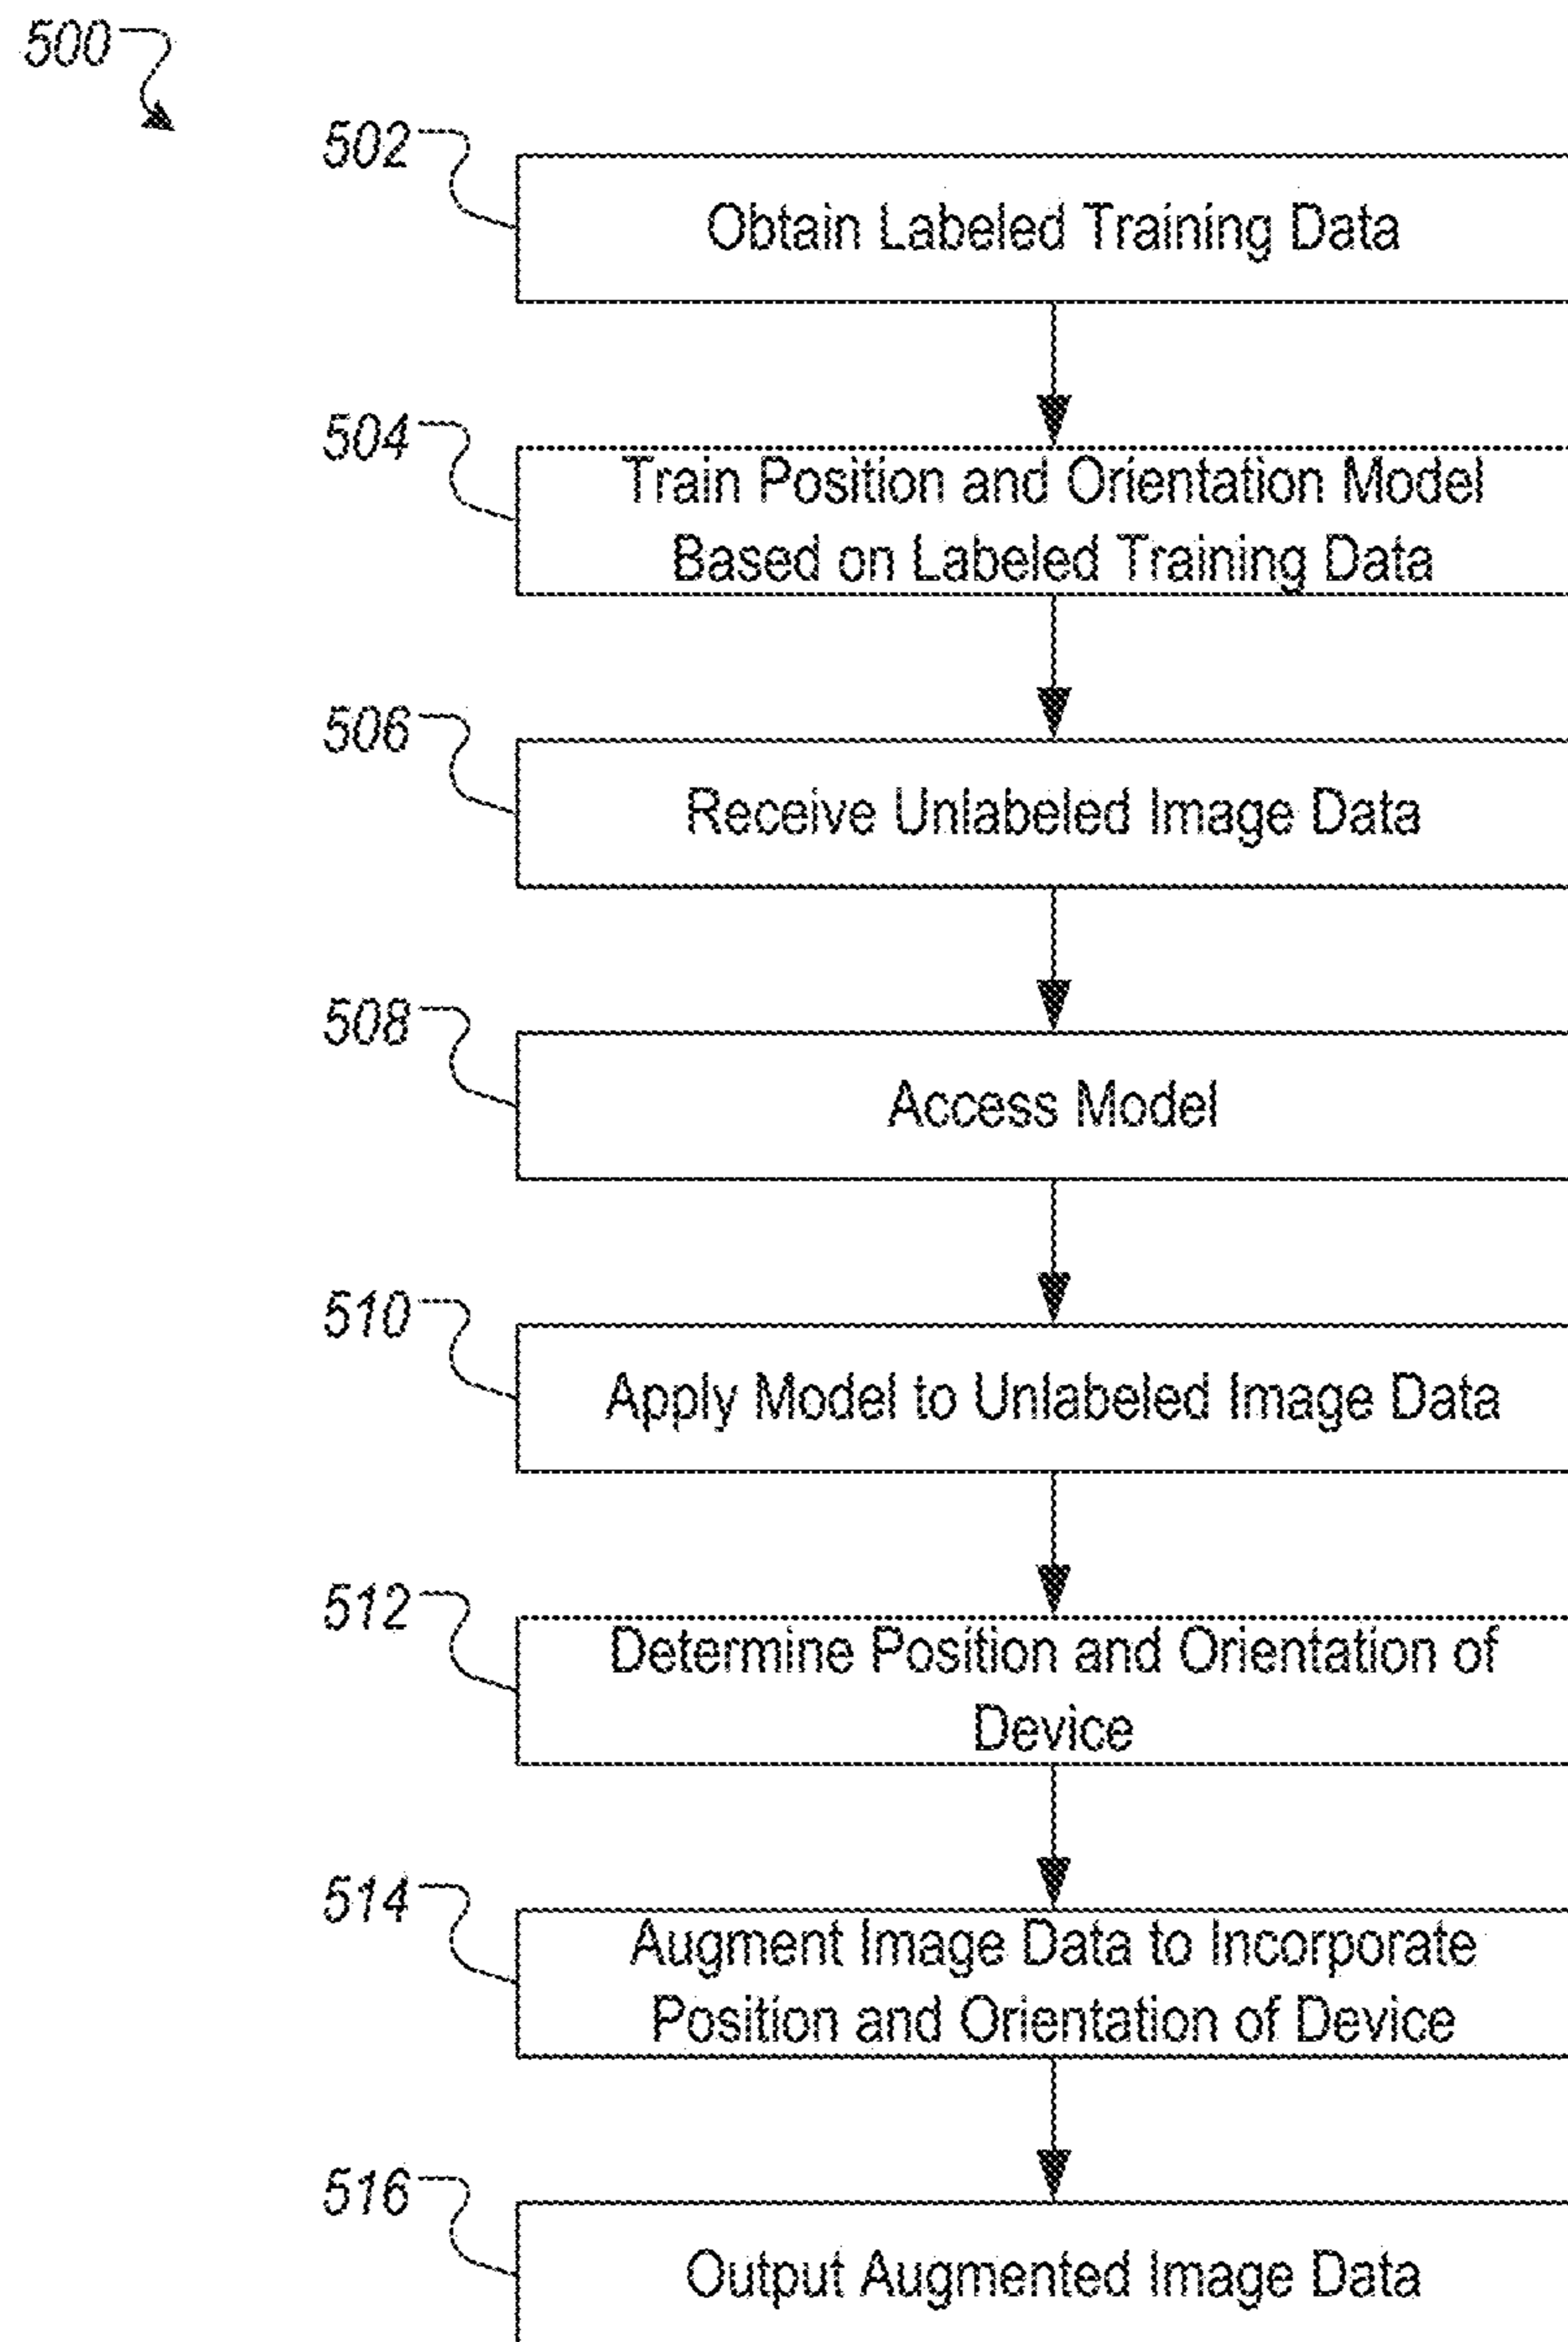 500
502
Obtain Labeled Training Data
504
Train Position and Orientation Model
Based on Labeled Training Data
506
Receive Unlabeled Image Data
508
Access Model
510
Apply Model to Unlabeled Image Data
512
Determine Position and Orientation of
Device
514
Augment Image Data to Incorporate
Position and Orientation of Device
516
Output Augmented Image Data